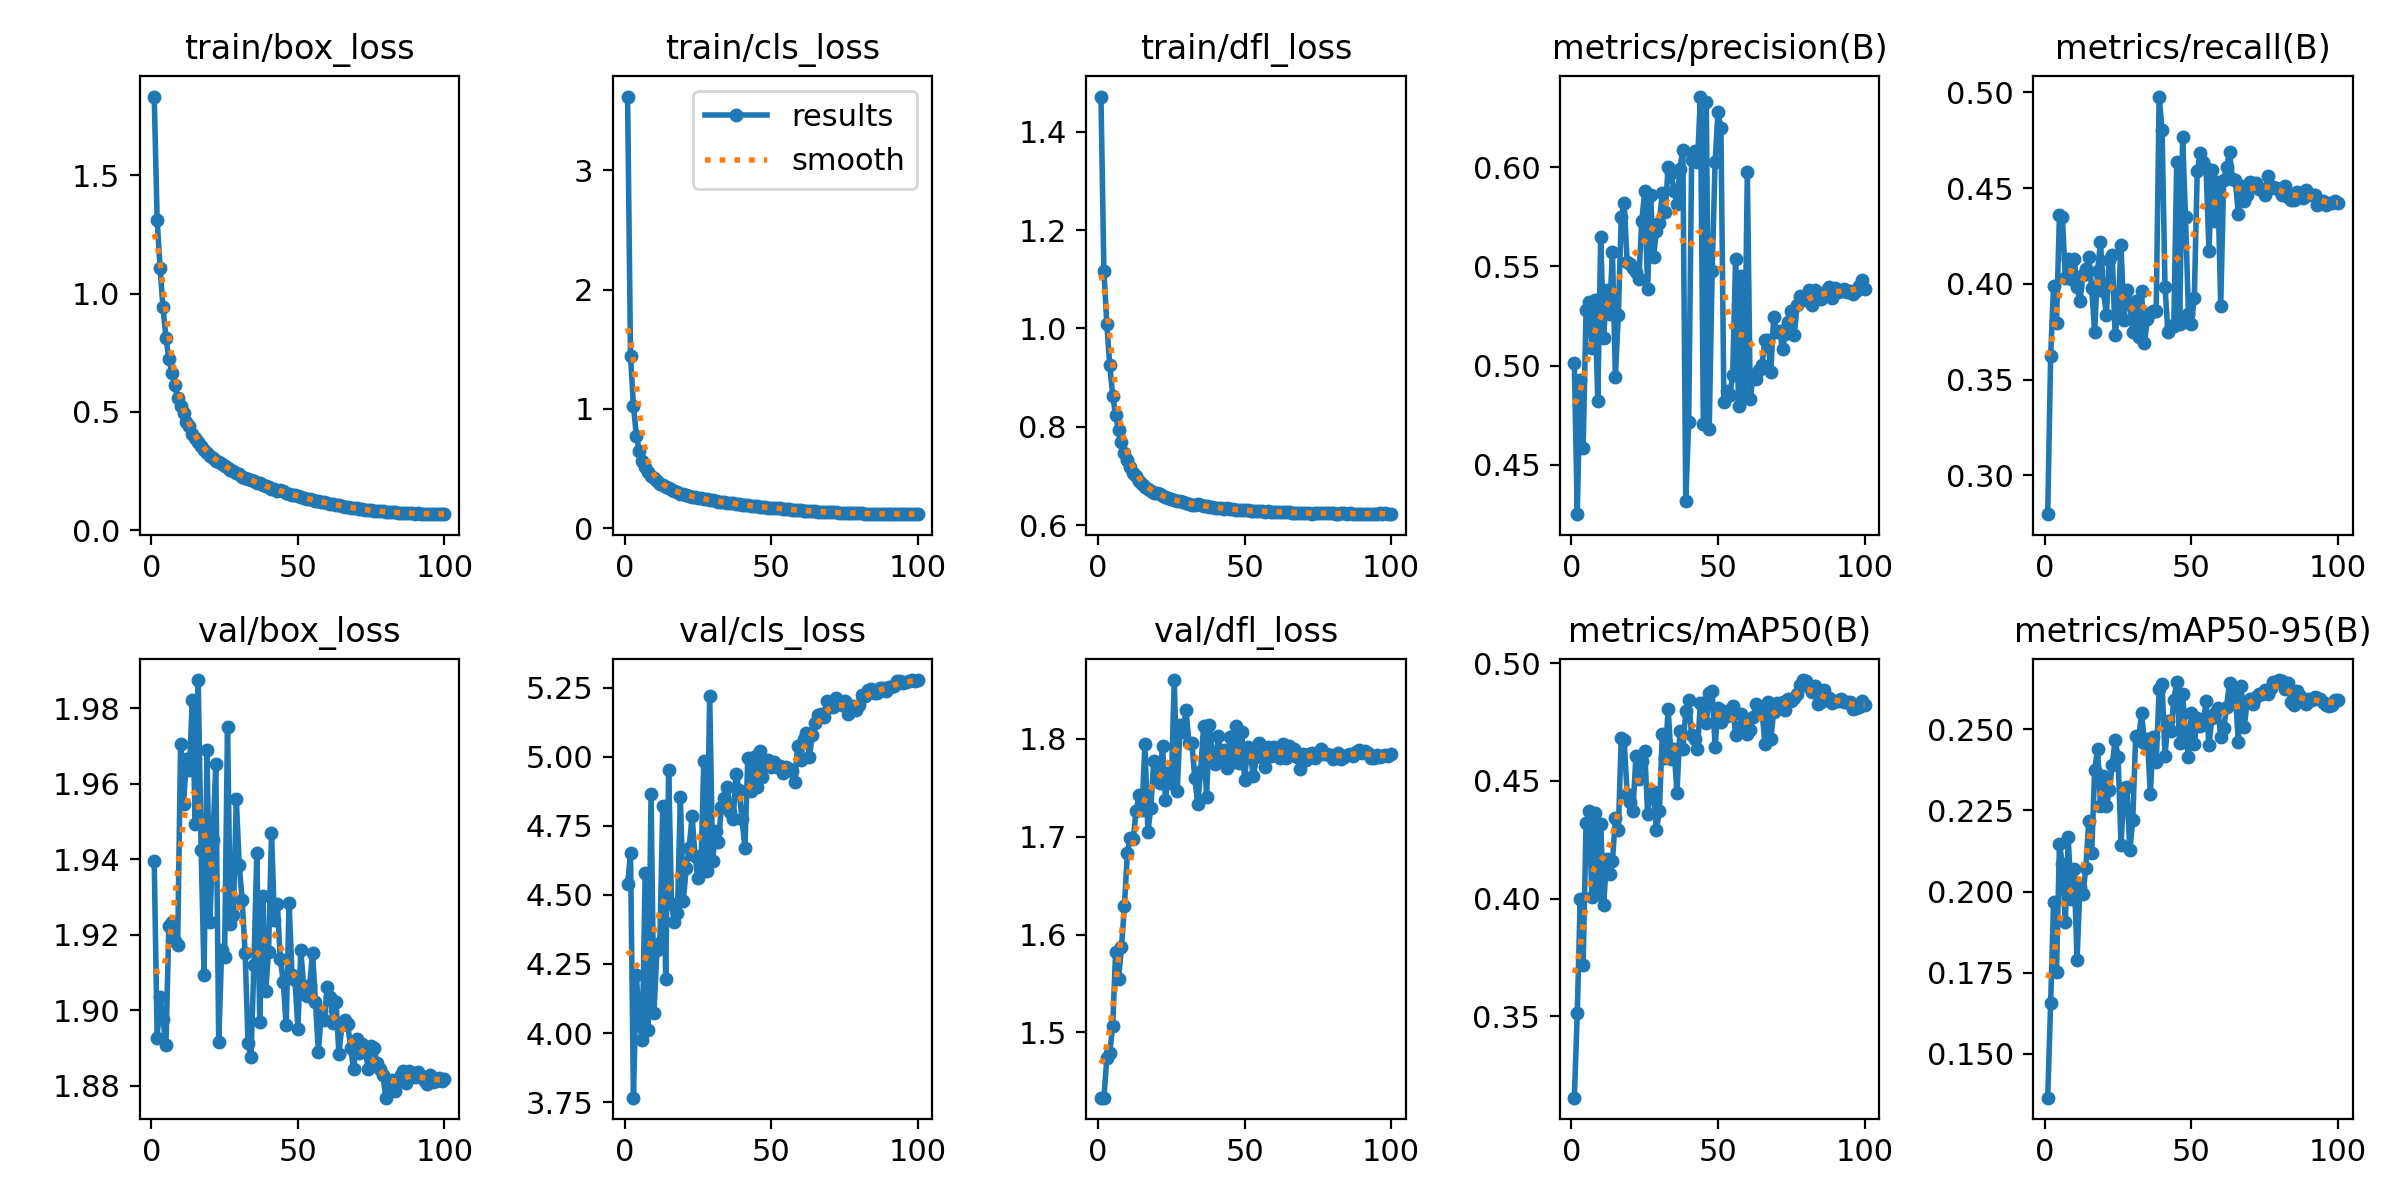 train/box_loss
1.5
1.0
0.5
0.0
0 50 100
train/cls_loss
results
smooth
3
2
1
0
0 50 100
train/dfl_loss
1.4
1.2
1.0
0.8
0.6
0 50 100
metrics/precision(B)
0.60
0.55
0.50
0.45
0 50 100
metrics/recall(B)
0.50
0.45
0.40
0.35
0.30
0 50 100
val/box_loss
1.98
1.96
1.94
1.92
1.90
1.88
0 50 100
val/cls_loss
5.25
5.00
4.75
4.50
4.25
4.00
3.75
0 50 100
val/dfl_loss
1.8
1.7
1.6
1.5
0 50 100
metrics/mAP50(B)
0.50
0.45
0.40
0.35
0 50 100
metrics/mAP50-95(B)
0.250
0.225
0.200
0.175
0.150
0 50 100